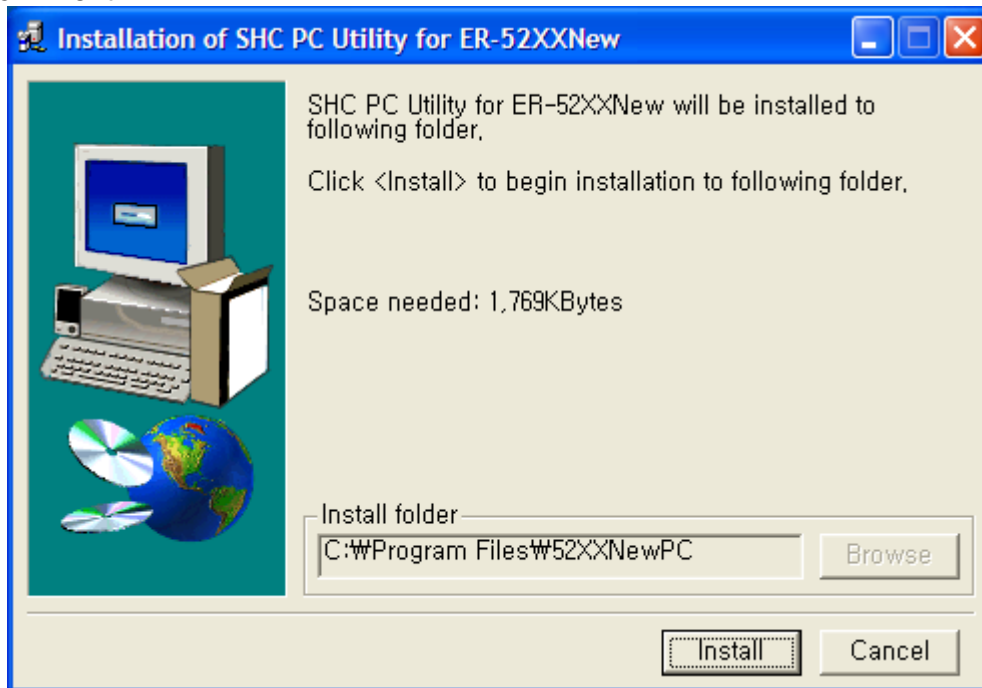 Installation of SHC PC Utility for ER-52XXNew
SHC PC Utility for ER-52XXNew will be installed to
following folder,
Click <Install> to begin installation to following folder,
Space needed: 1,769KBytes
Install folder
C:₩Program Files₩52XXNewPC
Browse
Install
Cancel